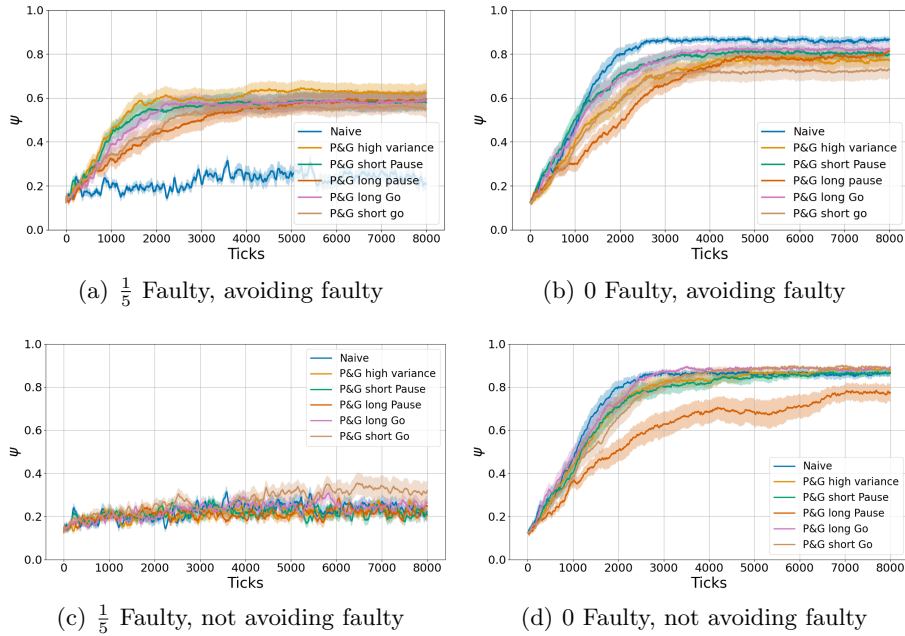 1.0
0.8
0.6
0.4
0.2
0.0
ψ
Naive
P&G high variance
P&G short Pause
P&G long pause
P&G long Go
P&G short go
0 1000 2000 3000 4000 5000 6000 7000 8000
Ticks
(a) 1/5 Faulty, avoiding faulty
1.0
0.8
0.6
0.4
0.2
0.0
ψ
Naive
P&G high variance
P&G short Pause
P&G long pause
P&G long Go
P&G short go
0 1000 2000 3000 4000 5000 6000 7000 8000
Ticks
(b) 0 Faulty, avoiding faulty
1.0
0.8
0.6
0.4
0.2
0.0
ψ
Naive
P&G high variance
P&G short Pause
P&G long Pause
P&G long Go
P&G short Go
0 1000 2000 3000 4000 5000 6000 7000 8000
Ticks
(c) 1/5 Faulty, not avoiding faulty
1.0
0.8
0.6
0.4
0.2
0.0
ψ
Naive
P&G high variance
P&G short Pause
P&G long Pause
P&G long Go
P&G short Go
0 1000 2000 3000 4000 5000 6000 7000 8000
Ticks
(d) 0 Faulty, not avoiding faulty